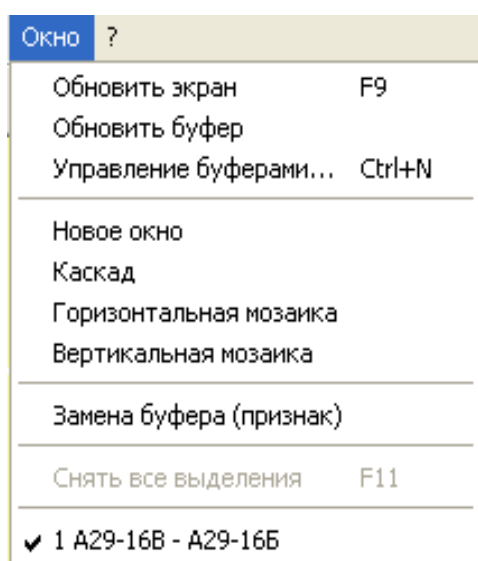 Окно ?
Обновить экран F9
Обновить буфер
Управление буферами... Ctrl+N
Новое окно
Каскад
Горизонтальная мозаика
Вертикальная мозаика
Замена буфера (признак)
Снять все выделения F11
✔ 1 А29-16В - А29-16Б